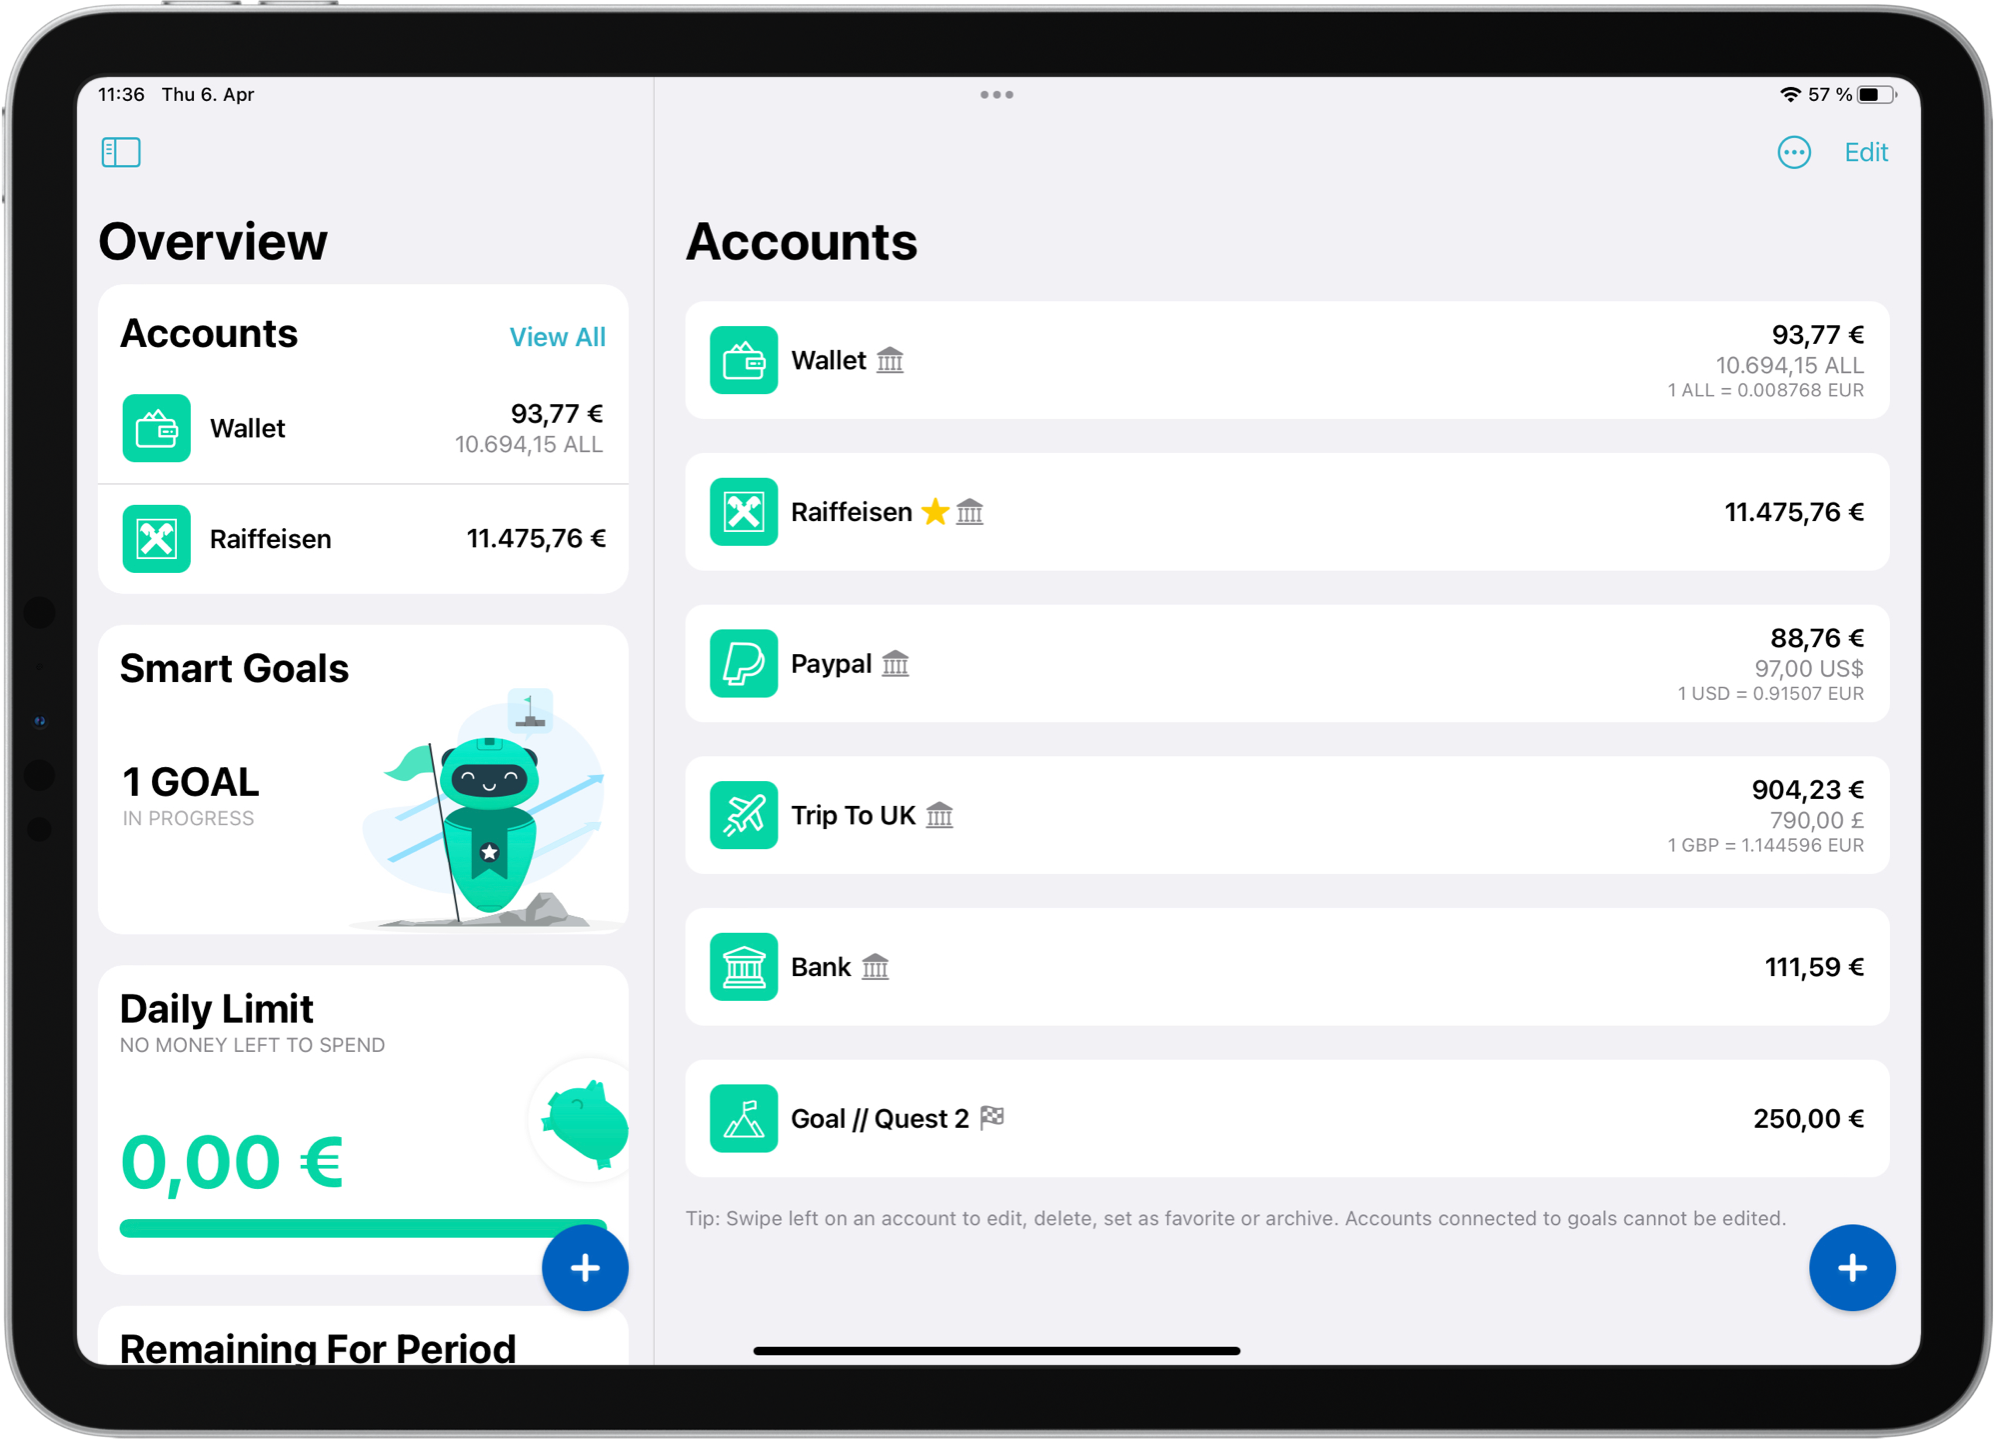 11:36 Thu 6. Apr
57 %
Edit
Overview
Accounts
View All
Wallet
93,77 €
10.694,15 ALL
Raiffeisen
11.475,76 €
Smart Goals
1 GOAL
IN PROGRESS
Daily Limit
NO MONEY LEFT TO SPEND
0,00 €
Remaining For Period
Accounts
Wallet
93,77 €
10.694,15 ALL
1 ALL = 0.008768 EUR
Raiffeisen
11.475,76 €
Paypal
88,76 €
97,00 US$
1 USD = 0.91507 EUR
Trip To UK
904,23 €
790,00 £
1 GBP = 1.144596 EUR
Bank
111,59 €
Goal // Quest 2
250,00 €
Tip: Swipe left on an account to edit, delete, set as favorite or archive. Accounts connected to goals cannot be edited.